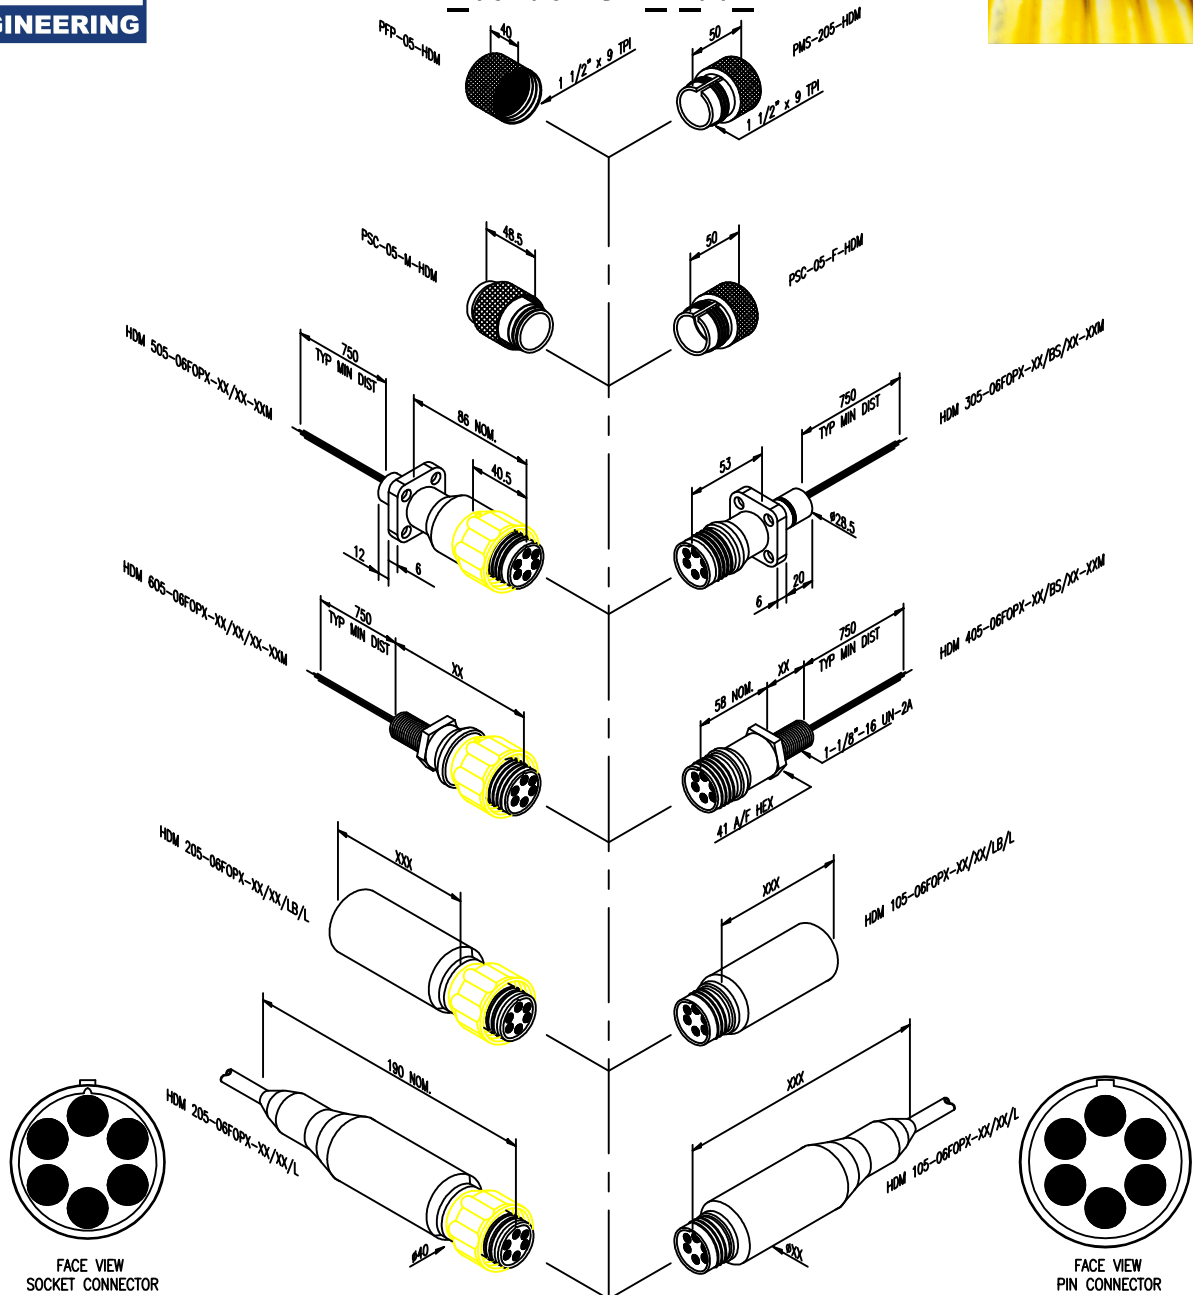 PFP-05-HDM
40
1 1/2" x 9 TPI
50
PMS-205-HDM
1 1/2" x 9 TPI
PSC-05-M-HDM
48.5
50
PSC-05-F-HDM
HDM 505-06FOPX-XX/XX-XXM
750
TYP MIN DIST
86 NOM.
40.5
12
6
53
750
TYP MIN DIST
HDM 305-06FOPX-XX/BS/XX-XXM
ø28.5
6
20
HDM 605-06FOPX-XX/XX/XX-XXM
750
TYP MIN DIST
XX
58 NOM.
XX
750
TYP MIN DIST
HDM 405-06FOPX-XX/BS/XX-XXM
1-1/8"-16 UN-2A
41 A/F HEX
HDM 205-06FOPX-XX/XX/LB/L
XXX
XXX
HDM 105-06FOPX-XX/XX/LB/L
190 NOM.
HDM 205-06FOPX-XX/XX/L
ø40
XXX
HDM 105-06FOPX-XX/XX/L
øXX
FACE VIEW
SOCKET CONNECTOR
FACE VIEW
PIN CONNECTOR